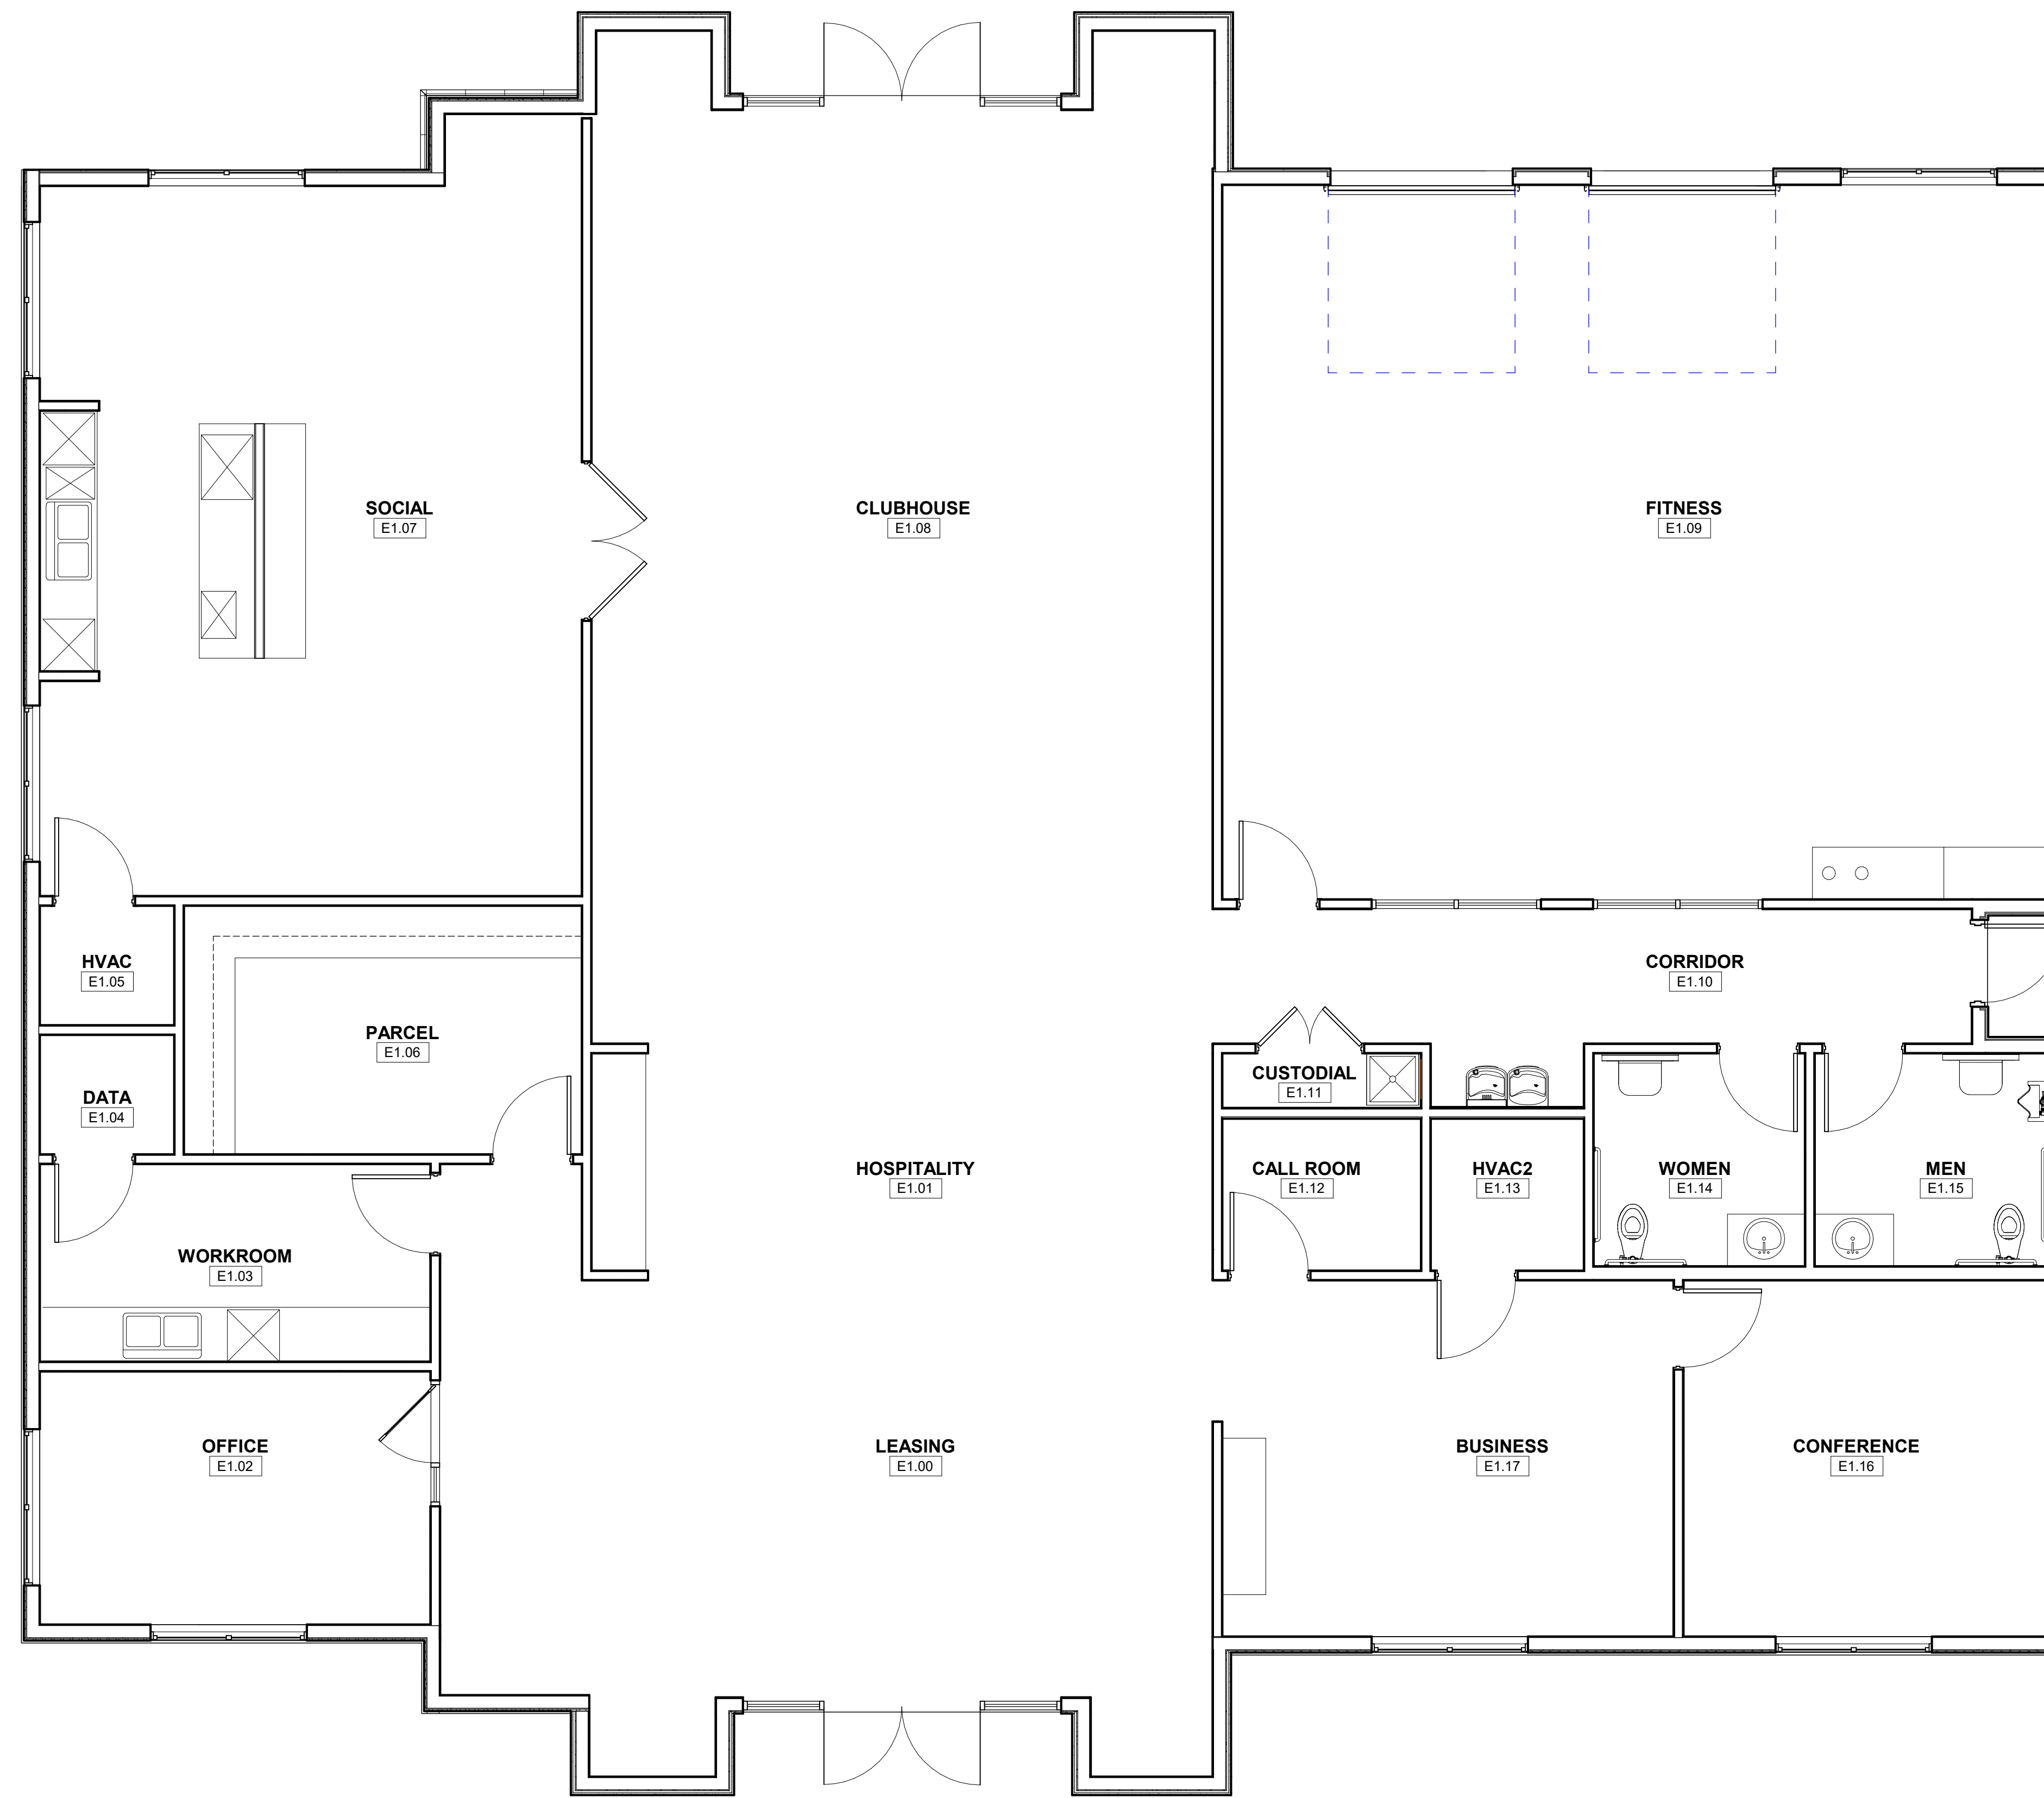 SOCIAL
E1.07
CLUBHOUSE
E1.08
FITNESS
E1.09
HVAC
E1.05
CORRIDOR
E1.10
PARCEL
E1.06
CUSTODIAL
E1.11
DATA
E1.04
HOSPITALITY
E1.01
CALL ROOM
E1.12
HVAC2
E1.13
WOMEN
E1.14
MEN
E1.15
WORKROOM
E1.03
OFFICE
E1.02
LEASING
E1.00
BUSINESS
E1.17
CONFERENCE
E1.16